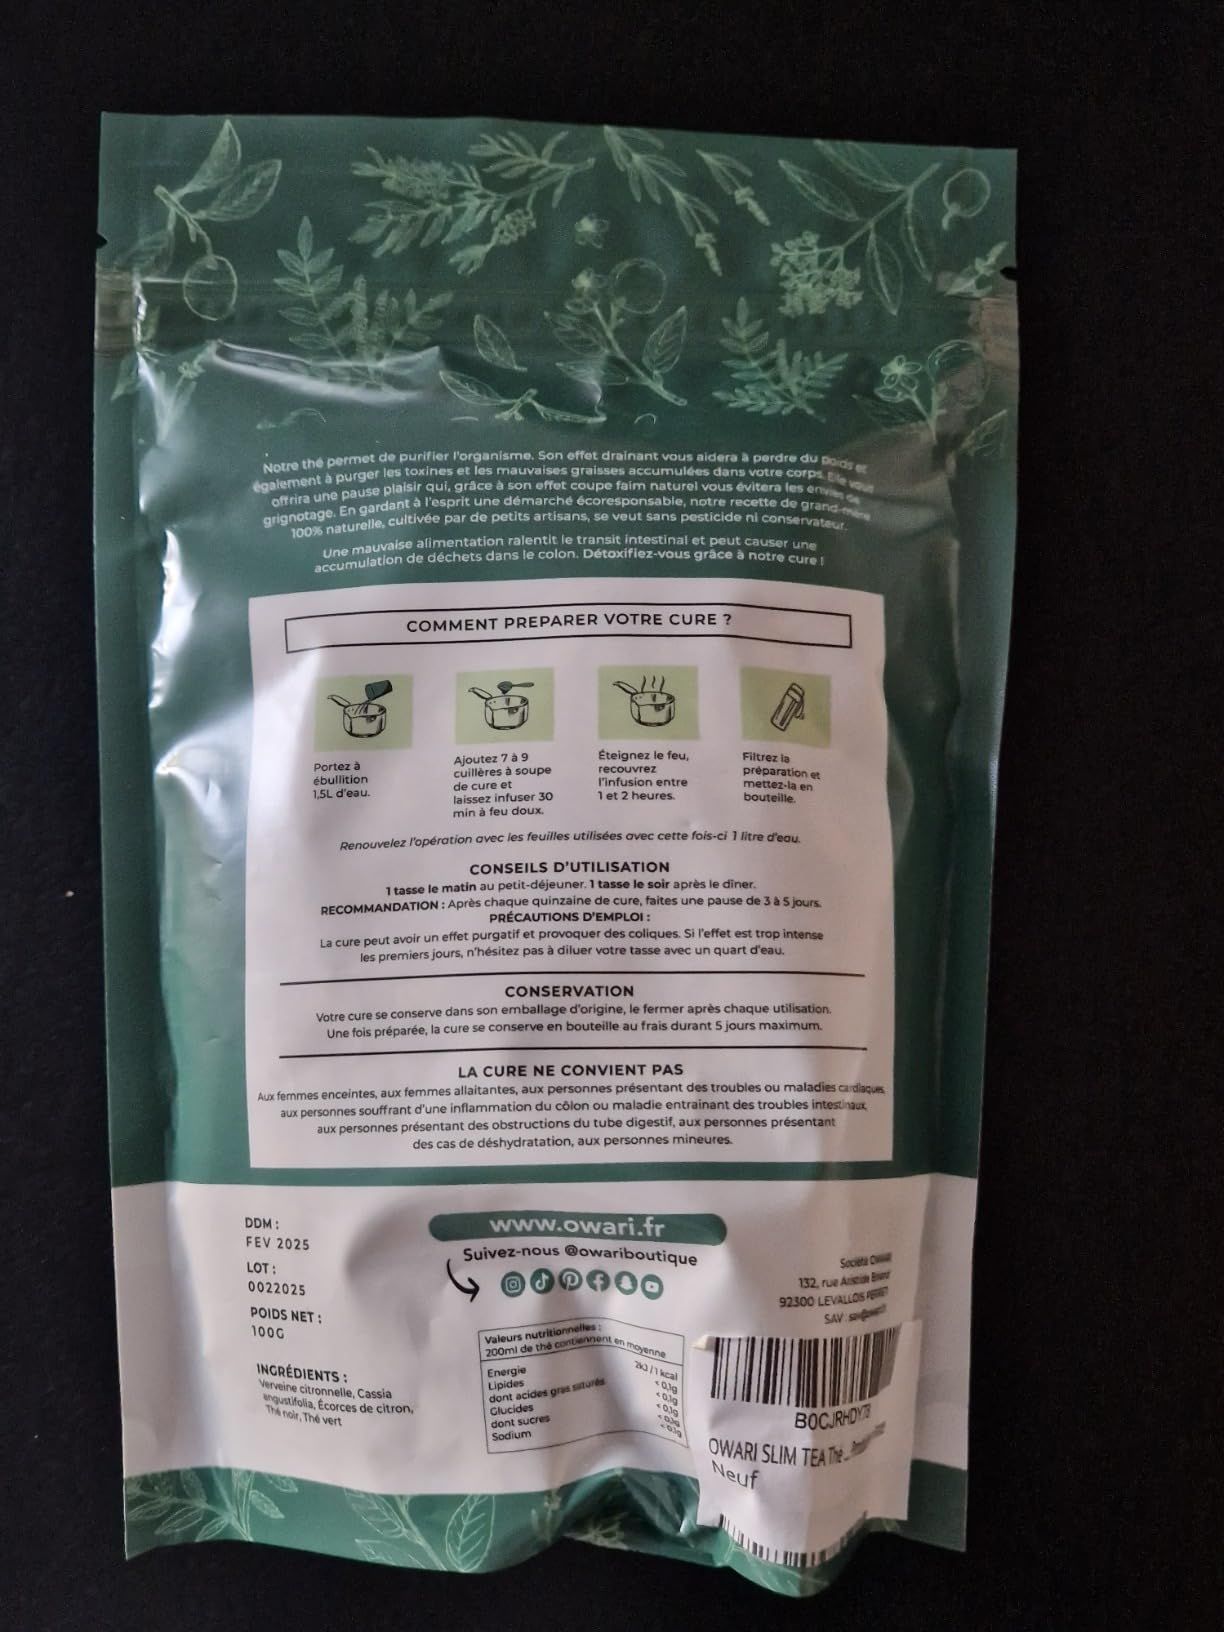 Notre thé permet de purifier l'organisme. Son effet drainant vous aidera à perdre du poids et
également à purger les toxines et les mauvaises graisses accumulées dans votre corps. Elle vous
offrira une pause plaisir qui, grâce à son effet coupe faim naturel vous évitera les envies de
grignotage. En gardant à l'esprit une démarche écoresponsable, notre recette de grand-mère
100% naturelle, cultivée par de petits artisans, se veut sans pesticide ni conservateur.
Une mauvaise alimentation ralentit le transit intestinal et peut causer une
accumulation de déchets dans le colon. Détoxifiez-vous grâce à notre cure !
COMMENT PREPARER VOTRE CURE ?
Portez à
ébullition
1,5L d'eau.
Ajoutez 7 à 9
cuillères à soupe
de cure et
laissez infuser 30
min à feu doux.
Éteignez le feu,
recouvrez
l'infusion entre
1 et 2 heures.
Filtrez la
préparation et
mettez-la en
bouteille.
Renouvelez l'opération avec les feuilles utilisées avec cette fois-ci 1 litre d'eau.
CONSEILS D'UTILISATION
1 tasse le matin au petit-déjeuner. 1 tasse le soir après le dîner.
RECOMMANDATION : Après chaque quinzaine de cure, faites une pause de 3 à 5 jours.
PRÉCAUTIONS D'EMPLOI :
La cure peut avoir un effet purgatif et provoquer des coliques. Si l'effet est trop intense
les premiers jours, n'hésitez pas à diluer votre tasse avec un quart d'eau.
CONSERVATION
Votre cure se conserve dans son emballage d'origine, le fermer après chaque utilisation.
Une fois préparée, la cure se conserve en bouteille au frais durant 5 jours maximum.
LA CURE NE CONVIENT PAS
Aux femmes enceintes, aux femmes allaitantes, aux personnes présentant des troubles ou maladies cardiaques,
aux personnes souffrant d'une inflammation du côlon ou maladie entrainant des troubles intestinaux,
aux personnes présentant des obstructions du tube digestif, aux personnes présentant
des cas de déshydratation, aux personnes mineures.
DDM :
FEV 2025
LOT :
0022025
POIDS NET :
100G
INGRÉDIENTS :
Verveine citronnelle, Cassia
angustifolia, Écorces de citron,
Thé noir, Thé vert
www.owari.fr
Suivez-nous @owariboutique
Valeurs nutritionnelles :
200ml de thé contiennent en moyenne
Energie 2kJ / 1 kcal
Lipides < 0,1g
dont acides gras saturés < 0,1g
Glucides < 0,1g
dont sucres
Sodium
Société
132, rue Aristide Briand
92300 LEVALLOIS PERRET
SAV :
B0CJRHDY78
OWARI SLIM TEA The ...
Neuf